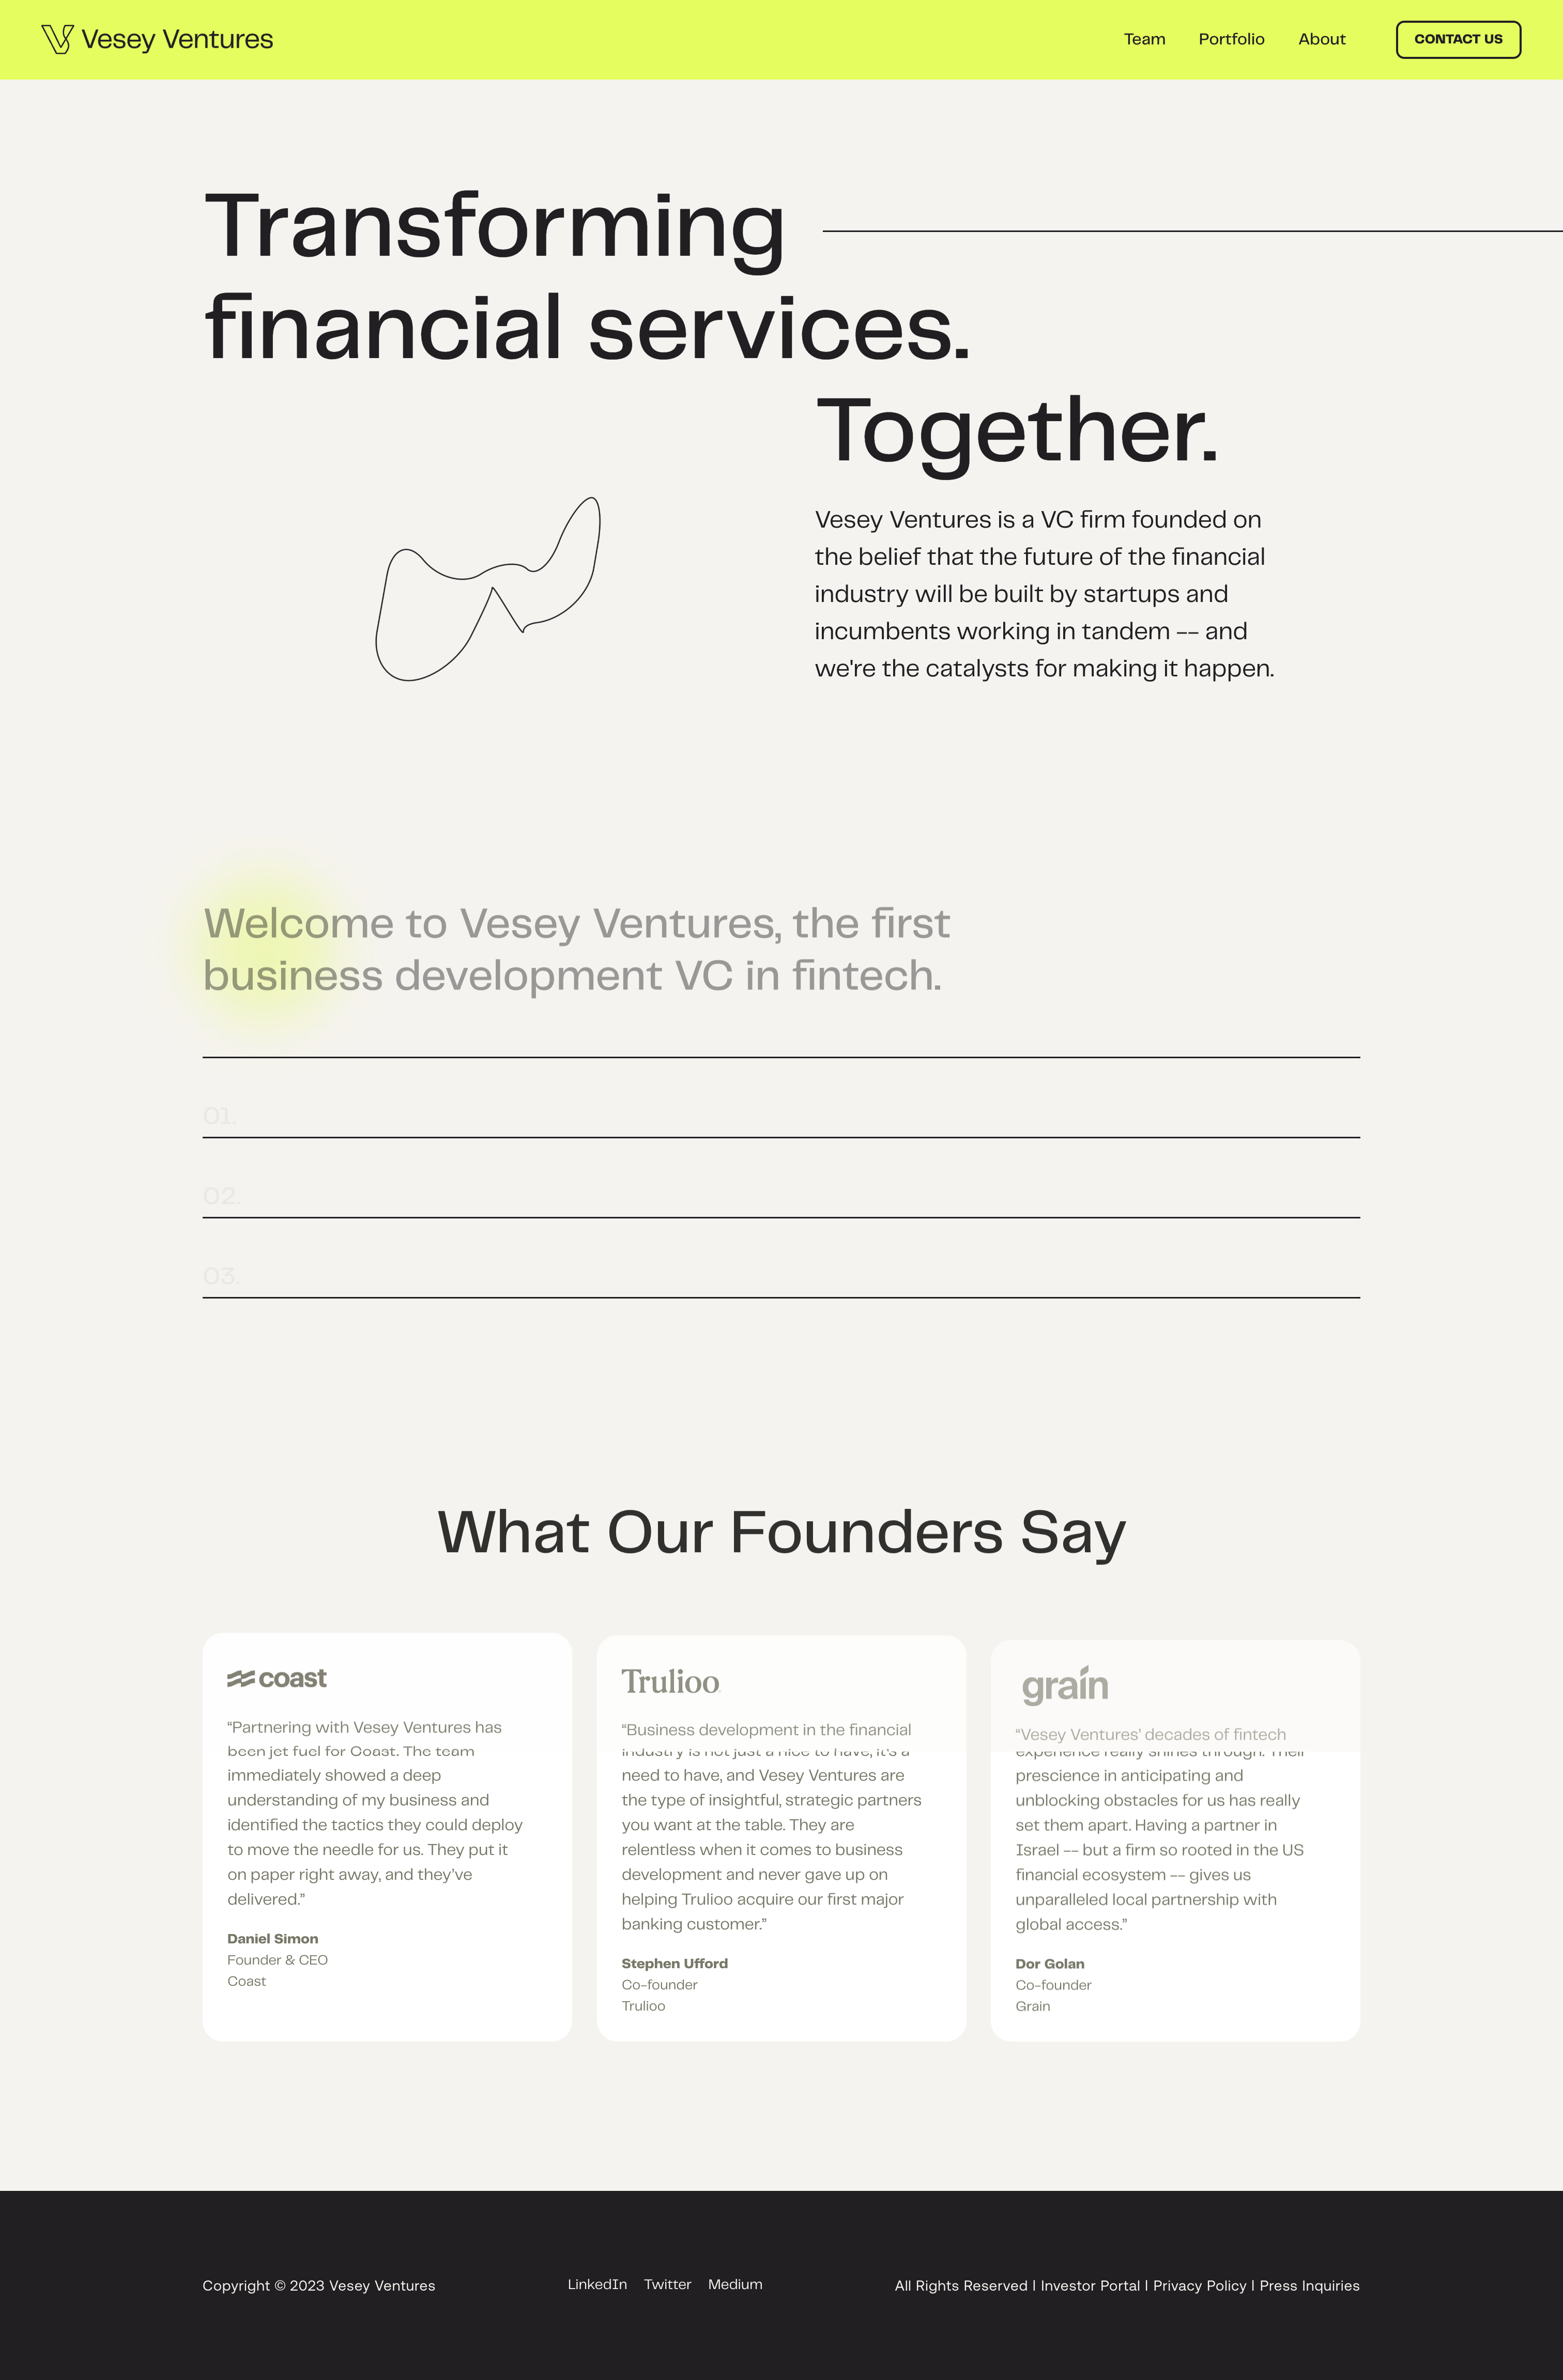 Vesey Ventures
Team Portfolio About CONTACT US
Transforming
financial services.
Together.
Vesey Ventures is a VC firm founded on
the belief that the future of the financial
industry will be built by startups and
incumbents working in tandem -- and
we're the catalysts for making it happen.
Welcome to Vesey Ventures, the first
business development VC in fintech.
01.
02.
03.
What Our Founders Say
coast
“Partnering with Vesey Ventures has
been jet fuel for Coast. The team
immediately showed a deep
understanding of my business and
identified the tactics they could deploy
to move the needle for us. They put it
on paper right away, and they’ve
delivered.”
Daniel Simon
Founder & CEO
Coast
Trulioo
“Business development in the financial
industry is not just a nice to have, it’s a
need to have, and Vesey Ventures are
the type of insightful, strategic partners
you want at the table. They are
relentless when it comes to business
development and never gave up on
helping Trulioo acquire our first major
banking customer.”
Stephen Ufford
Co-founder
Trulioo
grain
“Vesey Ventures’ decades of fintech
experience really shines through. Their
prescience in anticipating and
unblocking obstacles for us has really
set them apart. Having a partner in
Israel -- but a firm so rooted in the US
financial ecosystem -- gives us
unparalleled local partnership with
global access.”
Dor Golan
Co-founder
Grain
Copyright © 2023 Vesey Ventures
LinkedIn Twitter Medium
All Rights Reserved | Investor Portal | Privacy Policy | Press Inquiries